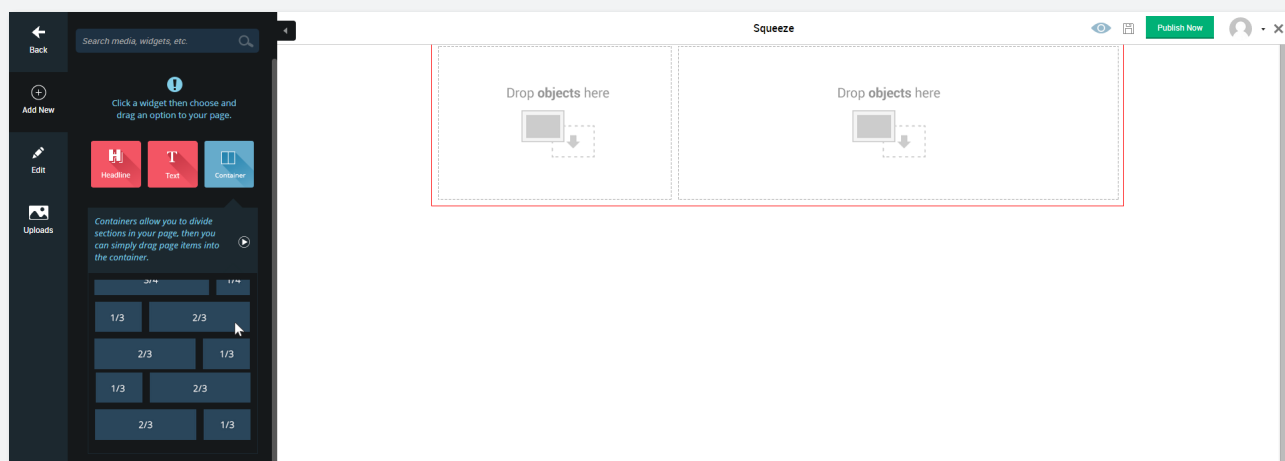 Back
Add New
Edit
Uploads
Search media, widgets, etc.
Click a widget then choose and
drag an option to your page.
Headline
Text
Container
Containers allow you to divide
sections in your page, then you
can simply drag page items into
the container.
3/4 1/4
1/3 2/3
2/3 1/3
1/3 2/3
2/3 1/3
Squeeze
Publish Now
Drop objects here
Drop objects here